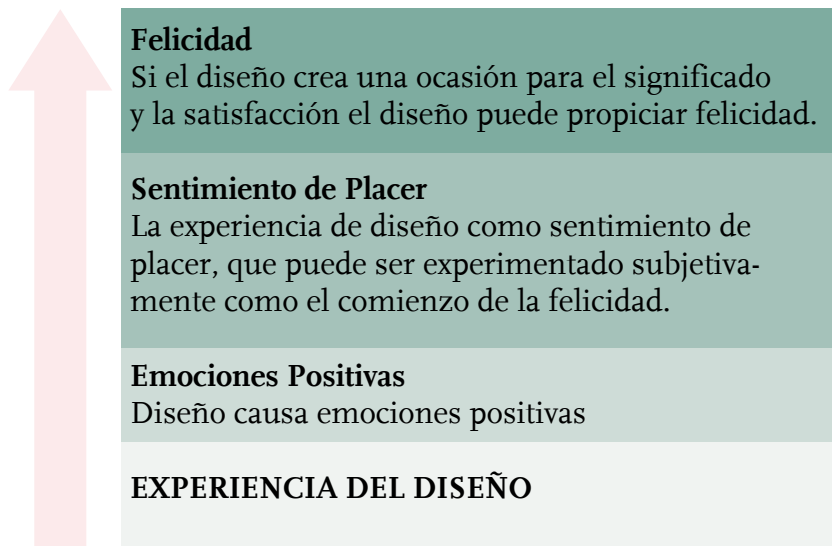 Felicidad
Si el diseño crea una ocasión para el significado
y la satisfacción el diseño puede propiciar felicidad.
Sentimiento de Placer
La experiencia de diseño como sentimiento de
placer, que puede ser experimentado subjetiva-
mente como el comienzo de la felicidad.
Emociones Positivas
Diseño causa emociones positivas
EXPERIENCIA DEL DISEÑO